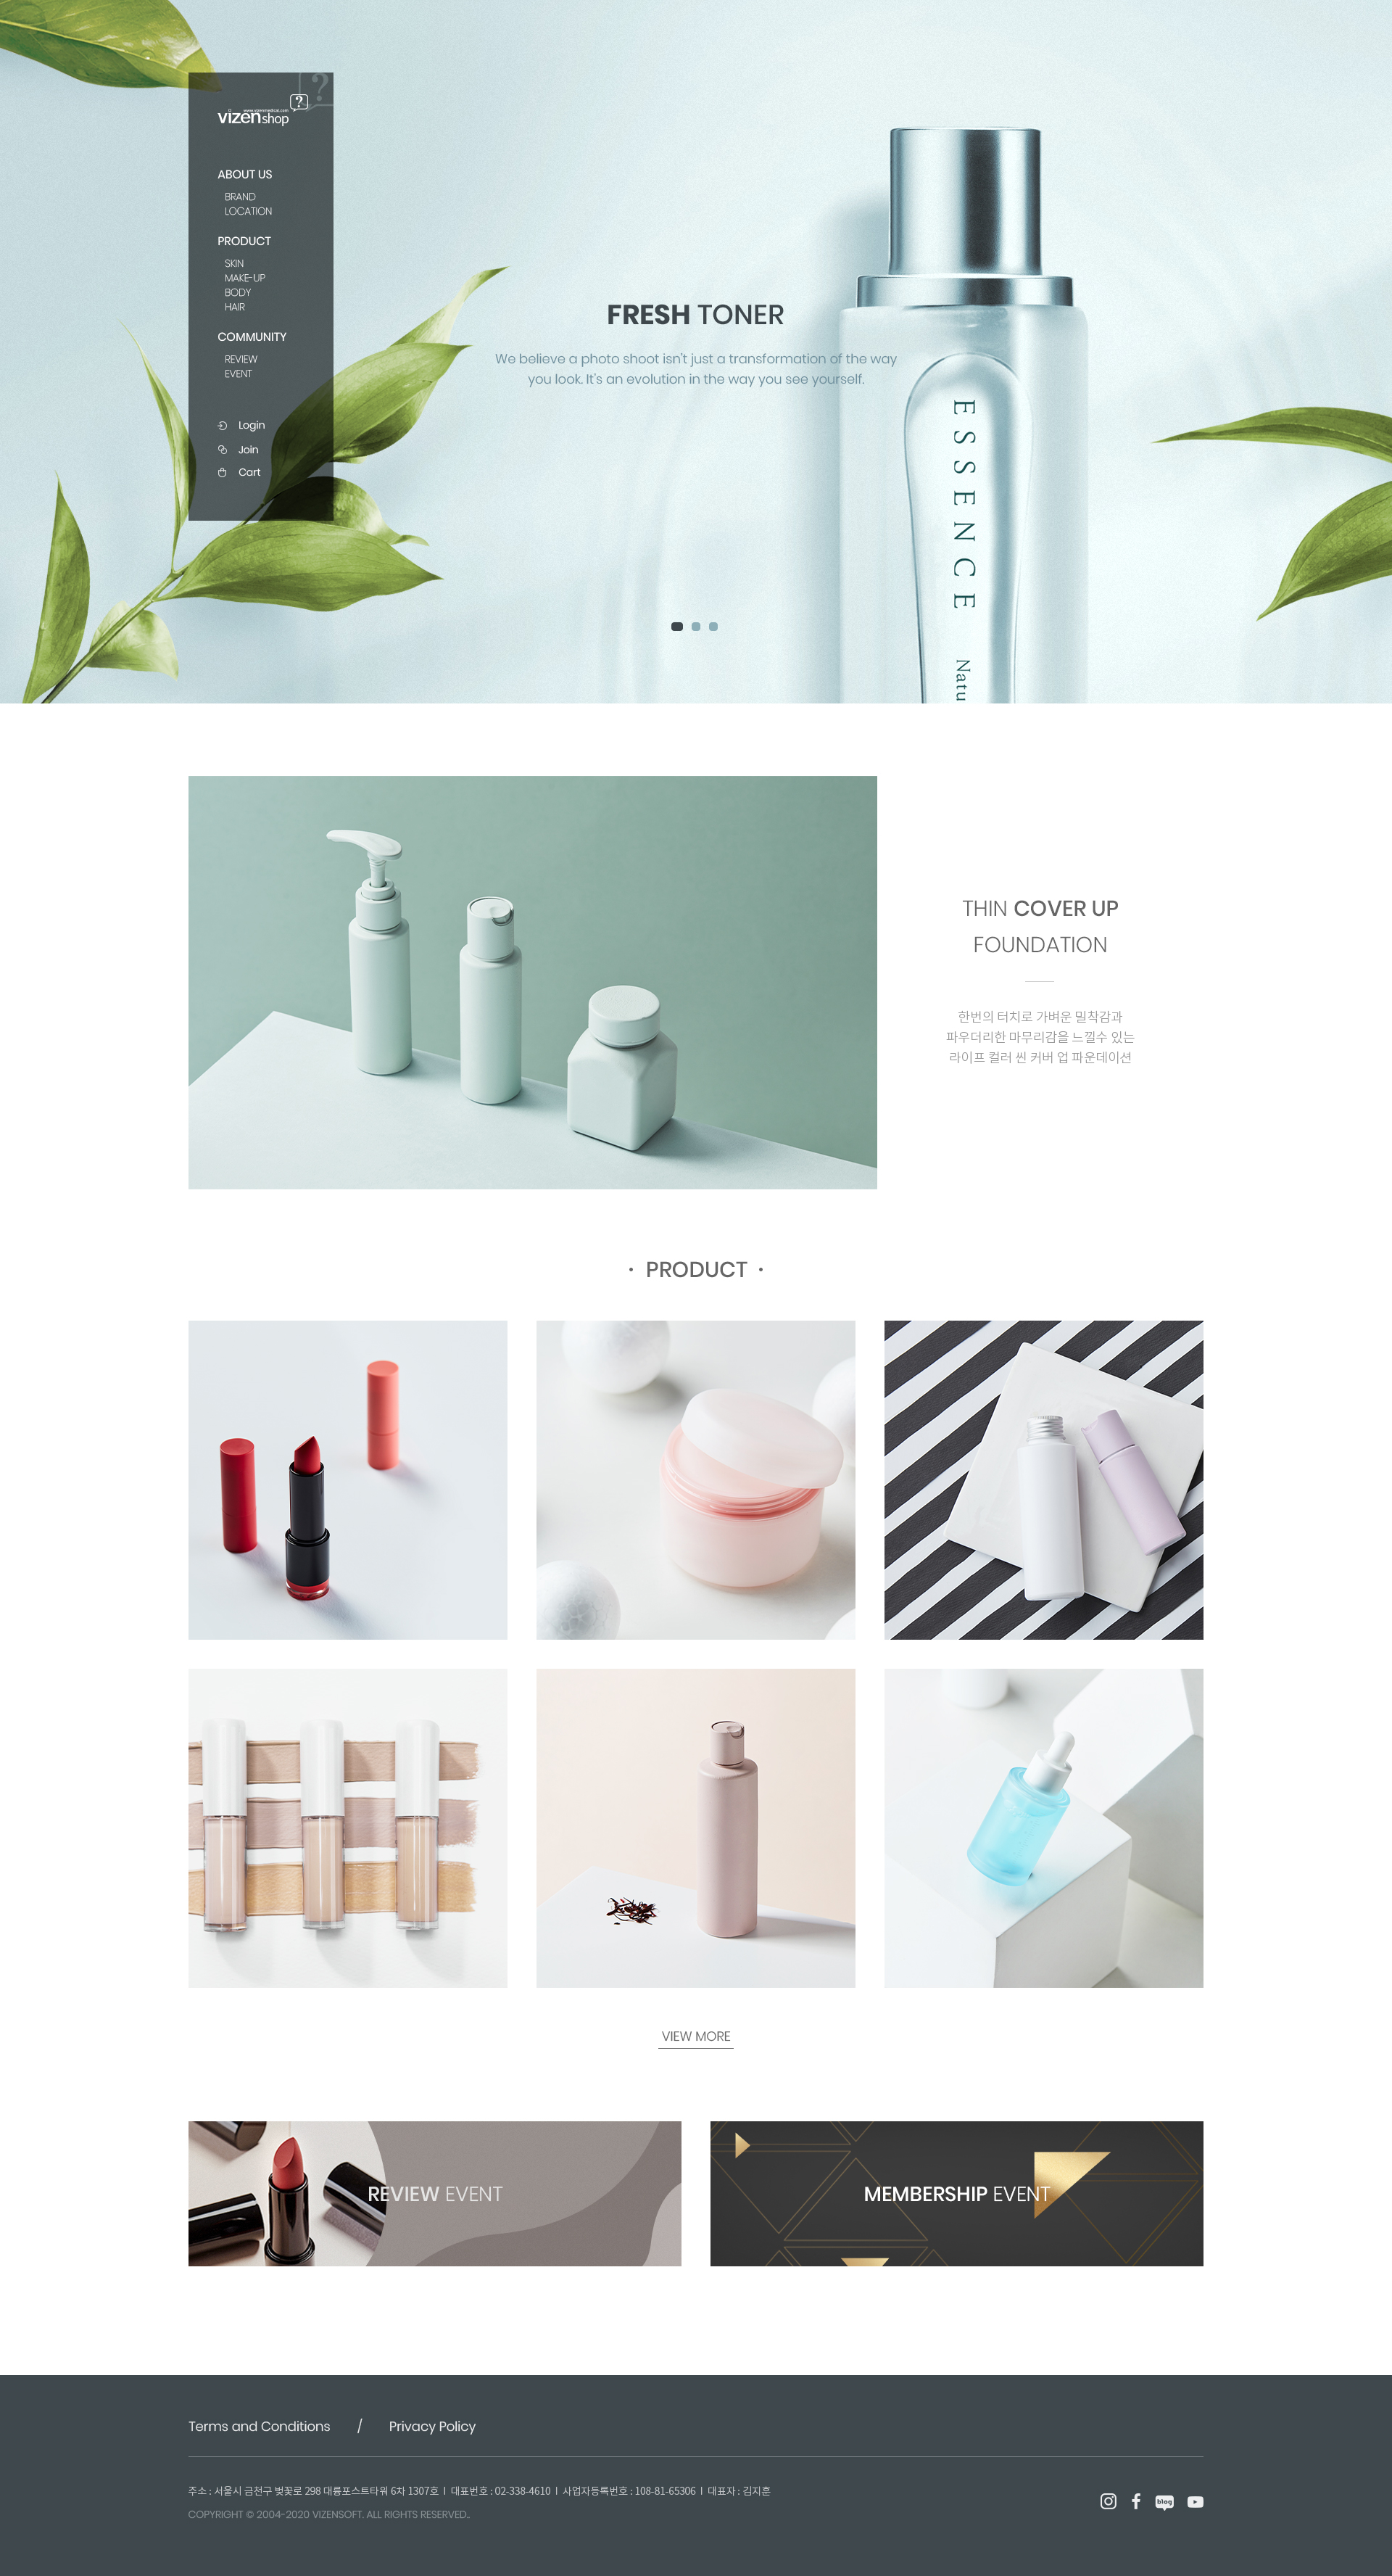 www.vizenmedical.com
vizenshop
?
ABOUT US
BRAND
LOCATION
PRODUCT
SKIN
MAKE-UP
BODY
HAIR
COMMUNITY
REVIEW
EVENT
Login
Join
Cart
FRESH TONER
We believe a photo shoot isn't just a transformation of the way
you look. It's an evolution in the way you see yourself.
ESSENCE
Natu
THIN COVER UP
FOUNDATION
한번의 터치로 가벼운 밀착감과
파우더리한 마무리감을 느낄수 있는
라이프 컬러 씬 커버 업 파운데이션
· PRODUCT ·
VIEW MORE
REVIEW EVENT
MEMBERSHIP EVENT
Terms and Conditions / Privacy Policy
주소 : 서울시 금천구 벚꽃로 298 대륭포스트타워 6차 1307호 | 대표번호 : 02-338-4610 | 사업자등록번호 : 108-81-65306 | 대표자 : 김지훈
COPYRIGHT © 2004-2020 VIZENSOFT. ALL RIGHTS RESERVED..
blog